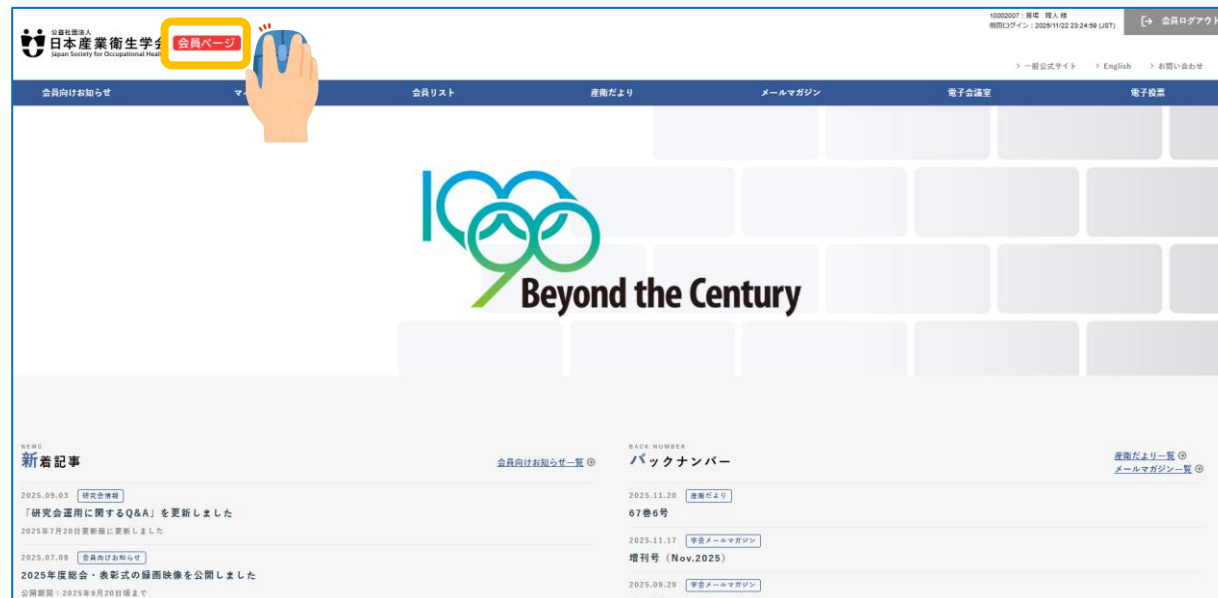 公益社団法人
日本産業衛生学会
Japan Society for Occupational Heal
会員ページ
前回ログイン：2025/11/22 23:24:59 (JST)
会員ログアウト
> 一般公式サイト > English > お問い合わせ
会員向けお知らせ マ 会員リスト 産衛だより メールマガジン 電子会議室 電子投票
100
90
Beyond the Century
NEWS
新着記事
会員向けお知らせ一覧
2025.09.03 研究会情報
「研究会運用に関するQ&A」を更新しました
2025年7月20日更新版に更新しました
2025.07.08 会員向けお知らせ
2025年度総会・表彰式の録画映像を公開しました
公開期間：2025年9月20日頃まで
BACK NUMBER
バックナンバー
産衛だより一覧
メールマガジン一覧
2025.11.20 産衛だより
67巻6号
2025.11.17 学会メールマガジン
増刊号（Nov.2025）
2025.09.29 学会メールマガジン